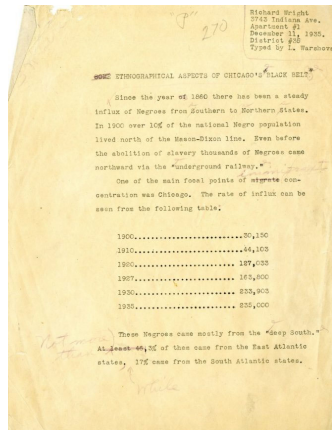 "P"
270
Richard Wright
2743 Indiana Ave.
Apartment #1
December 11, 1935.
District #35
Typed by L. Warshow
ETHNOGRAPHICAL ASPECTS OF CHICAGO'S BLACK BELT
Since the year of 1860 there has been a steady
influx of Negroes from Southern to Northern States.
In 1900 over 10% of the national Negro population
lived north of the Mason-Dixon line. Even before
the abolition of slavery thousands of Negroes came
northward via the "underground railway."
One of the main focal points of migrate con-
centration was Chicago. The rate of influx can be
seen from the following table;
1900..........................30,150
1910..........................44,103
1920.........................127,033
1927.........................163,800
1930.........................233,903
1935.........................235,000
These Negroes came mostly from the "deep South."
At least 3% of them came from the East Atlantic
states, 17% came from the South Atlantic states.
while